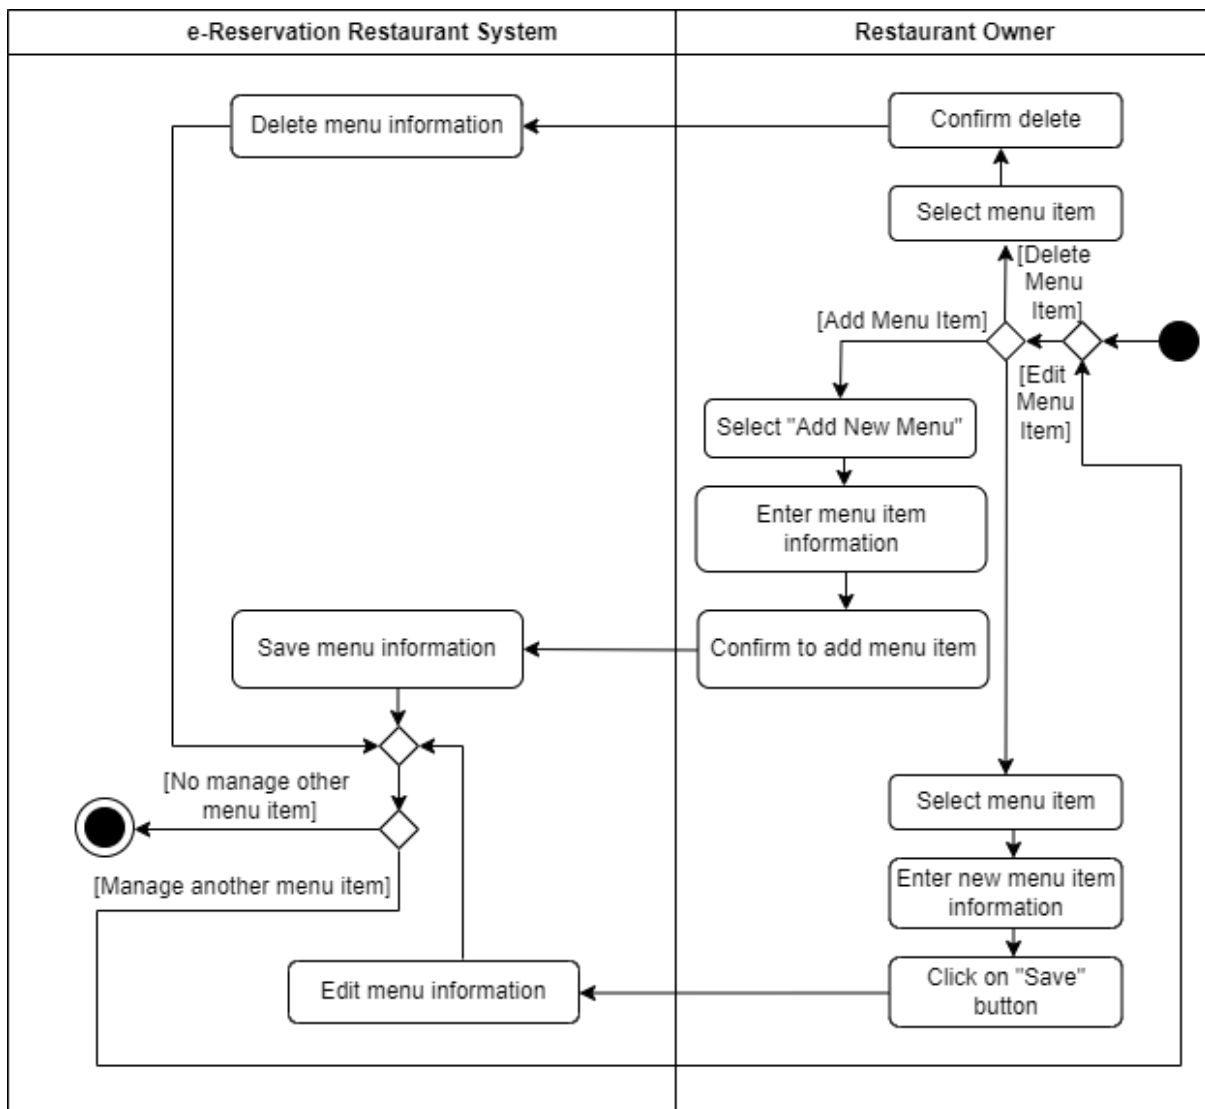 e-Reservation Restaurant System
Restaurant Owner
Delete menu information
Confirm delete
Select menu item
[Delete
Menu
Item]
[Add Menu Item]
[Edit
Menu
Item]
Select "Add New Menu"
Enter menu item
information
Save menu information
Confirm to add menu item
[No manage other
menu item]
Select menu item
[Manage another menu item]
Enter new menu item
information
Edit menu information
Click on "Save"
button